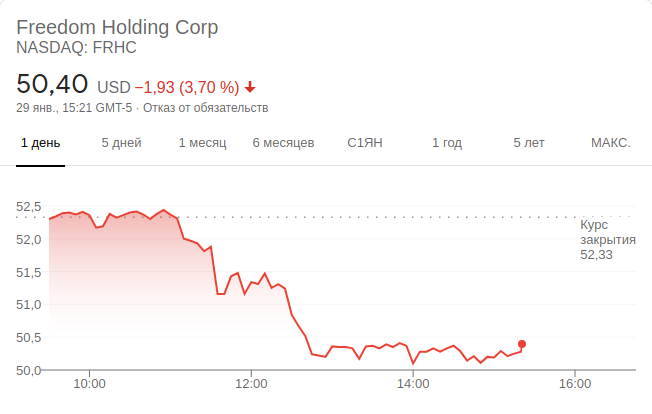 Freedom Holding Corp
NASDAQ: FRHC
50,40 USD −1,93 (3,70 %)
29 янв., 15:21 GMT-5 · Отказ от обязательств
1 день 5 дней 1 месяц 6 месяцев С1ЯН 1 год 5 лет МАКС.
52,5
Курс
закрытия
52,33
52,0
51,5
51,0
50,5
50,0
10:00 12:00 14:00 16:00